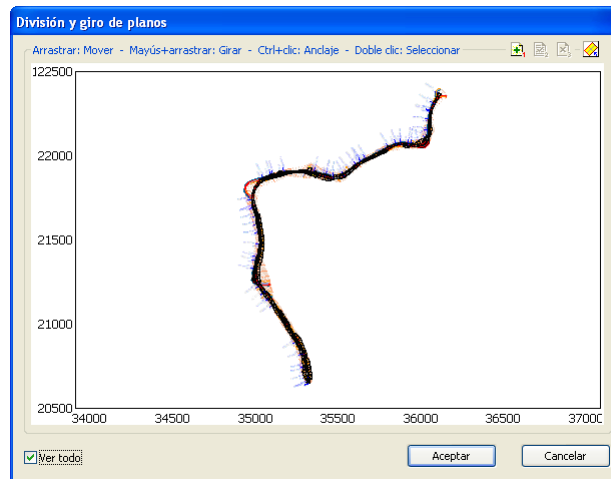 División y giro de planos
Arrastrar: Mover - Mayús+arrastrar: Girar - Ctrl+clic: Anclaje - Doble clic: Seleccionar
122500
22000
21500
21000
20500
34000 34500 35000 35500 36000 36500 37000
Ver todo Aceptar Cancelar